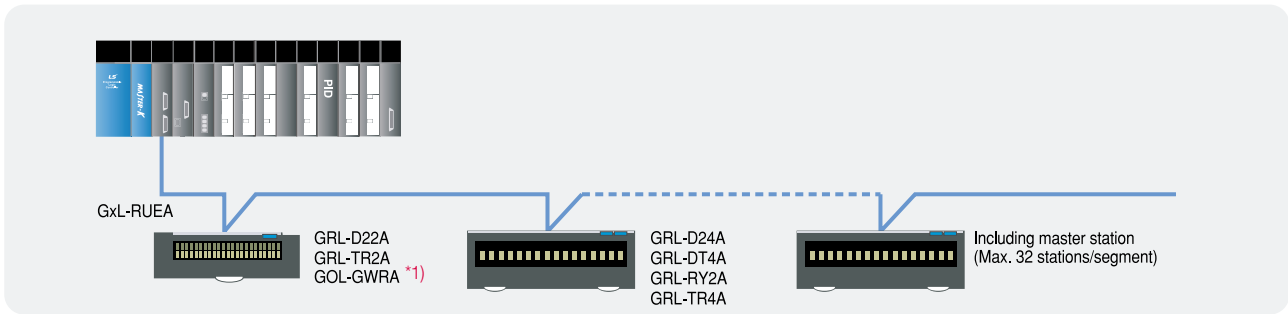 LS
MASTER-K
PID
GxL-RUEA
GRL-D22A
GRL-TR2A
GOL-GWRA *1)
GRL-D24A
GRL-DT4A
GRL-RY2A
GRL-TR4A
Including master station
(Max. 32 stations/segment)